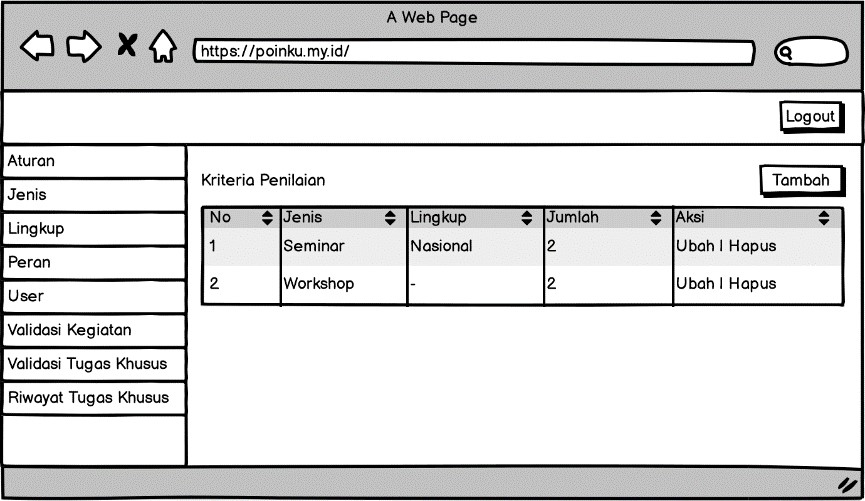 A Web Page
https://poinku.my.id/
Logout
Aturan
Jenis
Lingkup
Peran
User
Validasi Kegiatan
Validasi Tugas Khusus
Riwayat Tugas Khusus
Kriteria Penilaian
Tambah
No Jenis Lingkup Jumlah Aksi
1 Seminar Nasional 2 Ubah | Hapus
2 Workshop - 2 Ubah | Hapus